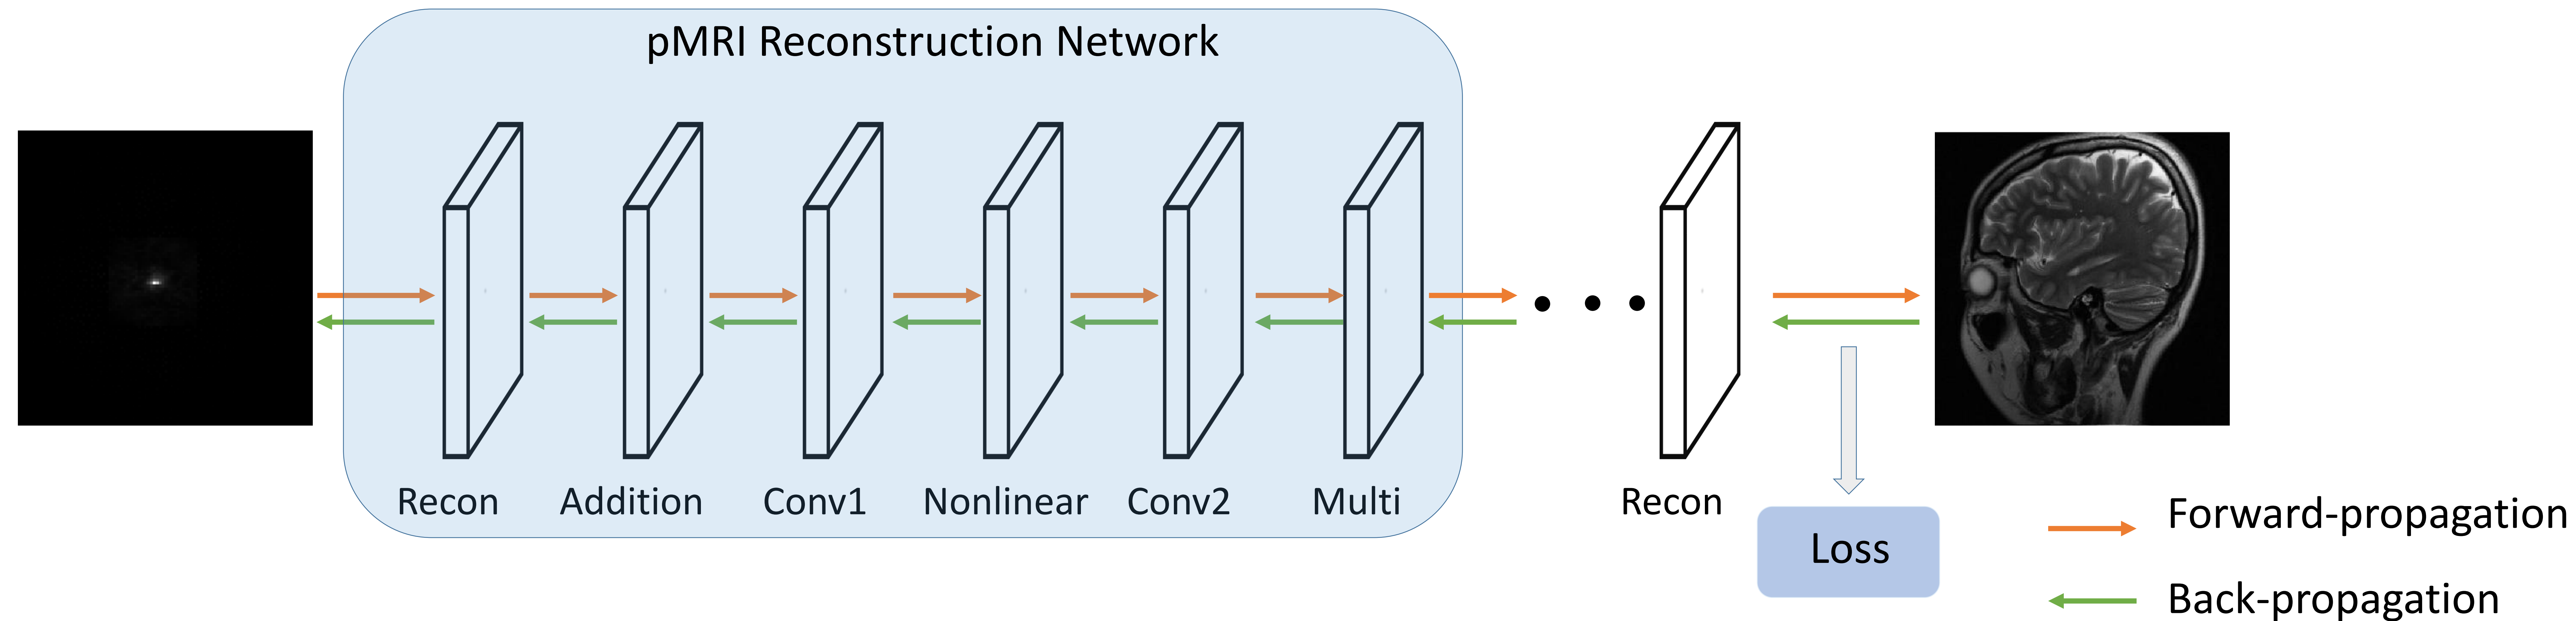 pMRI Reconstruction Network
Recon
Addition
Conv1
Nonlinear
Conv2
Multi
Recon
Loss
Forward-propagation
Back-propagation